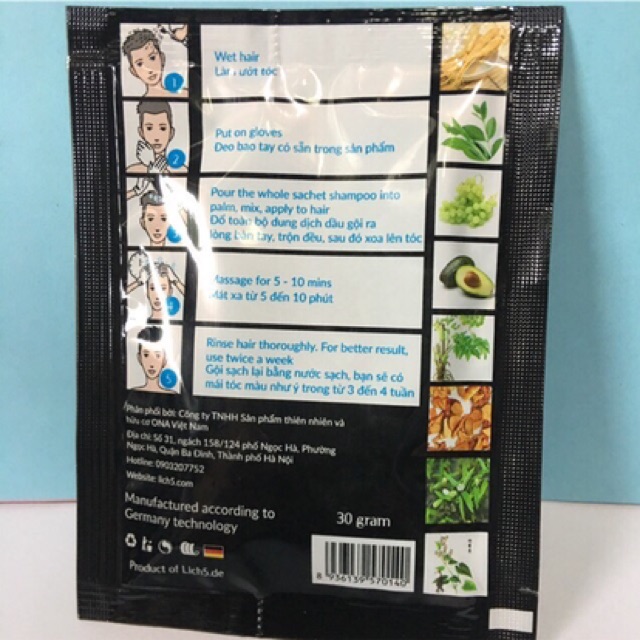 1
Wet hair
Làm ướt tóc
2
Put on gloves
Đeo bao tay có sẵn trong sản phẩm
Pour the whole sachet shampoo into
palm, mix, apply to hair
Đổ toàn bộ dung dịch dầu gội ra
lòng bàn tay, trộn đều, sau đó xoa lên tóc
Massage for 5 - 10 mins
Mát xa từ 5 đến 10 phút
5
Rinse hair thoroughly. For better result,
use twice a week
Gội sạch lại bằng nước sạch, bạn sẽ có
mái tóc màu như ý trong từ 3 đến 4 tuần
Phân phối bởi: Công ty TNHH Sản phẩm thiên nhiên và
hữu cơ ONA Việt Nam
Địa chỉ: Số 31, ngách 158/124 phố Ngọc Hà, Phường
Ngọc Hà, Quận Ba Đình, Thành phố Hà Nội
Hotline: 0903207752
Website: lich5.com
Manufactured according to
Germany technology
30 gram
Product of Lich5.de
8 936139 570140